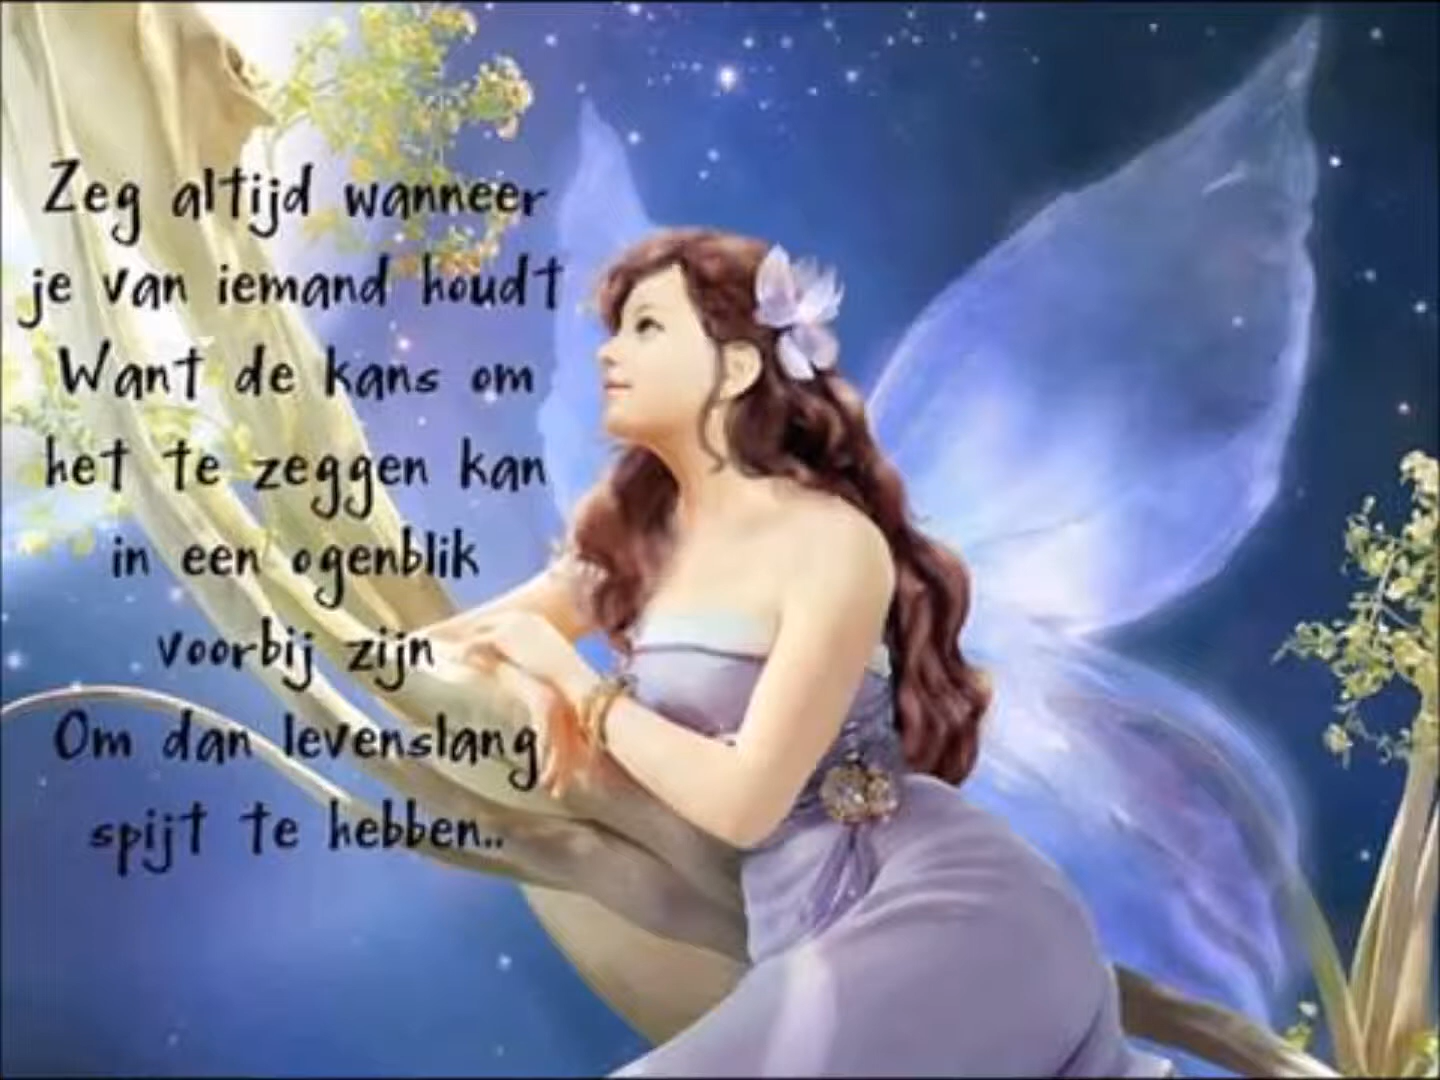 Zeg altijd wanneer
je van iemand houdt
Want de kans om
het te zeggen kan
in een ogenblik
voorbij zijn
Om dan levenslang
spijt te hebben..